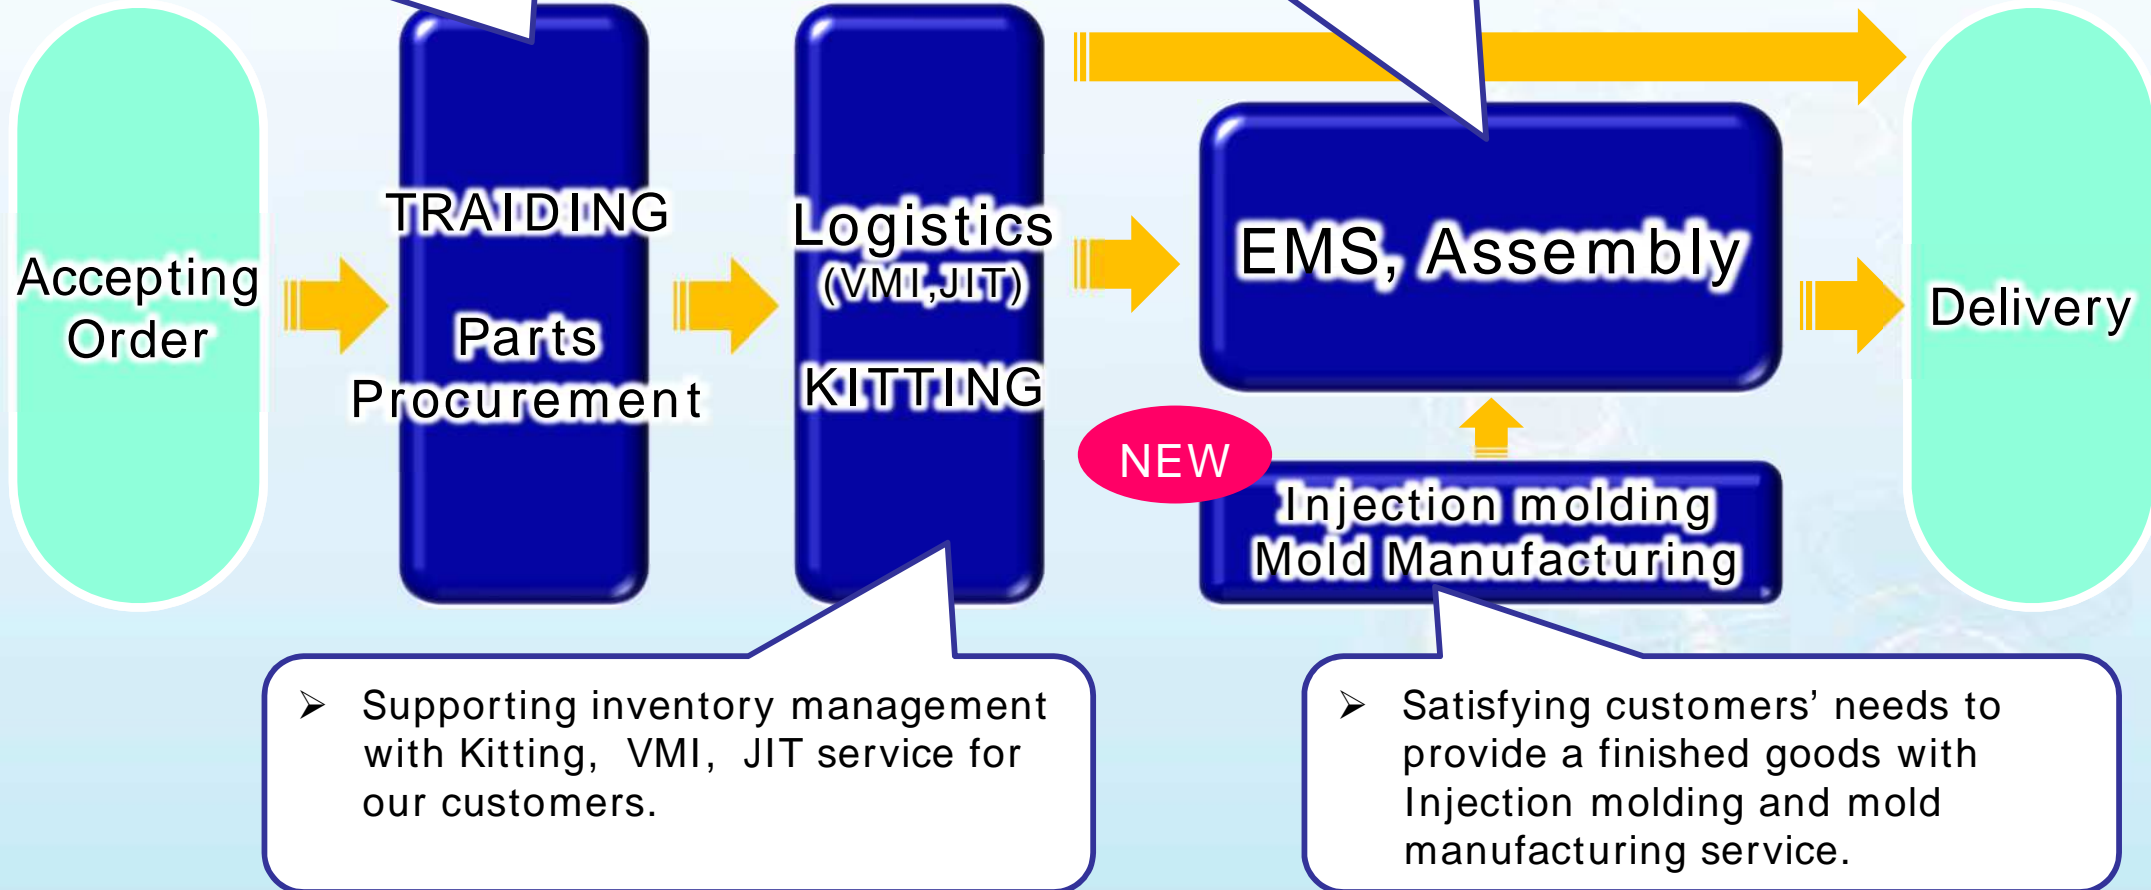 Accepting
Order
TRAIDING
Parts
Procurement
Logistics
(VMI,JIT)
KITTING
EMS, Assembly
NEW
Injection molding
Mold Manufacturing
Delivery
➢ Supporting inventory management
with Kitting, VMI, JIT service for
our customers.
➢ Satisfying customers’ needs to
provide a finished goods with
Injection molding and mold
manufacturing service.